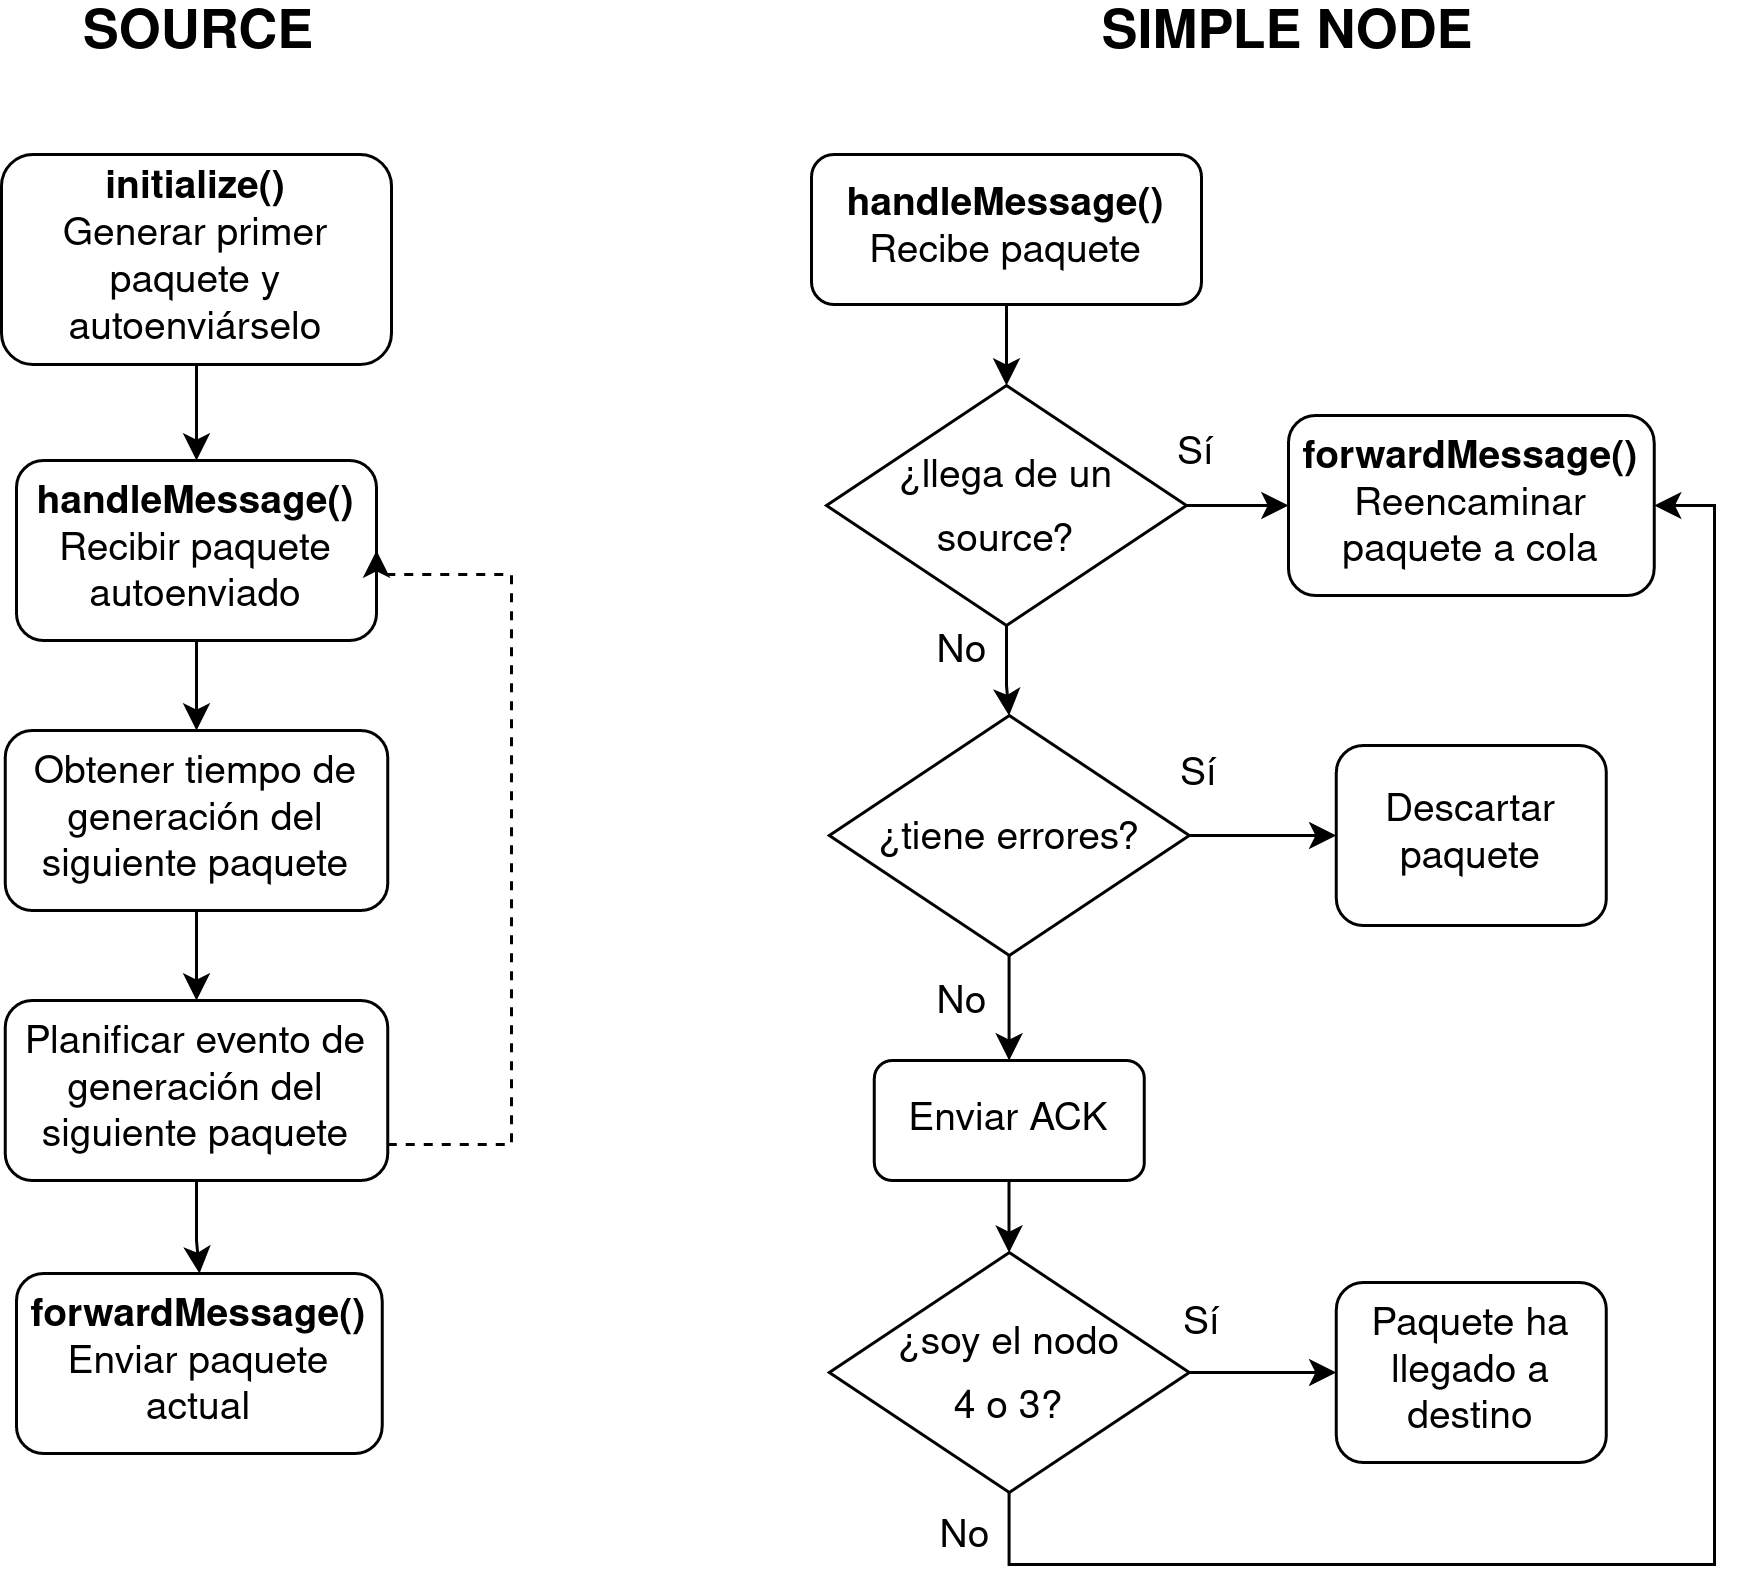 SOURCE
initialize()
Generar primer
paquete y
autoenviárselo
handleMessage()
Recibir paquete
autoenviado
Obtener tiempo de
generación del
siguiente paquete
Planificar evento de
generación del
siguiente paquete
forwardMessage()
Enviar paquete
actual
SIMPLE NODE
handleMessage()
Recibe paquete
¿llega de un
source?
Sí
forwardMessage()
Reencaminar
paquete a cola
No
¿tiene errores?
Sí
Descartar
paquete
No
Enviar ACK
¿soy el nodo
4 o 3?
Sí
Paquete ha
llegado a
destino
No